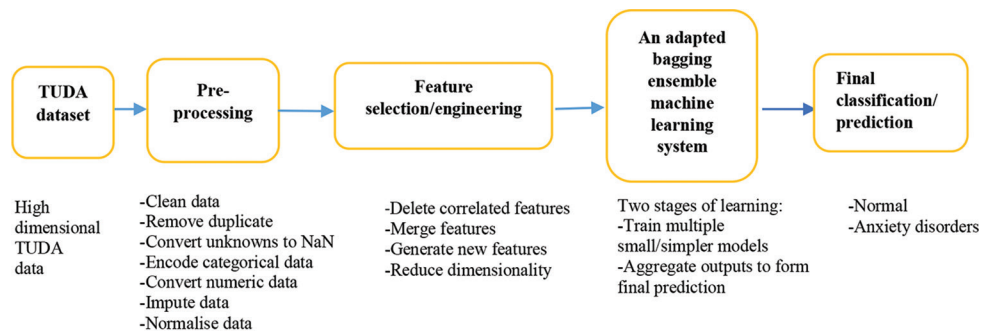 TUDA
dataset
Pre-
processing
Feature
selection/engineering
An adapted
bagging
ensemble
machine
learning
system
Final
classification/
prediction
High
dimensional
TUDA
data
-Clean data
-Remove duplicate
-Convert unknowns to NaN
-Encode categorical data
-Convert numeric data
-Impute data
-Normalise data
-Delete correlated features
-Merge features
-Generate new features
-Reduce dimensionality
Two stages of learning:
-Train multiple
small/simpler models
-Aggregate outputs to form
final prediction
-Normal
-Anxiety disorders